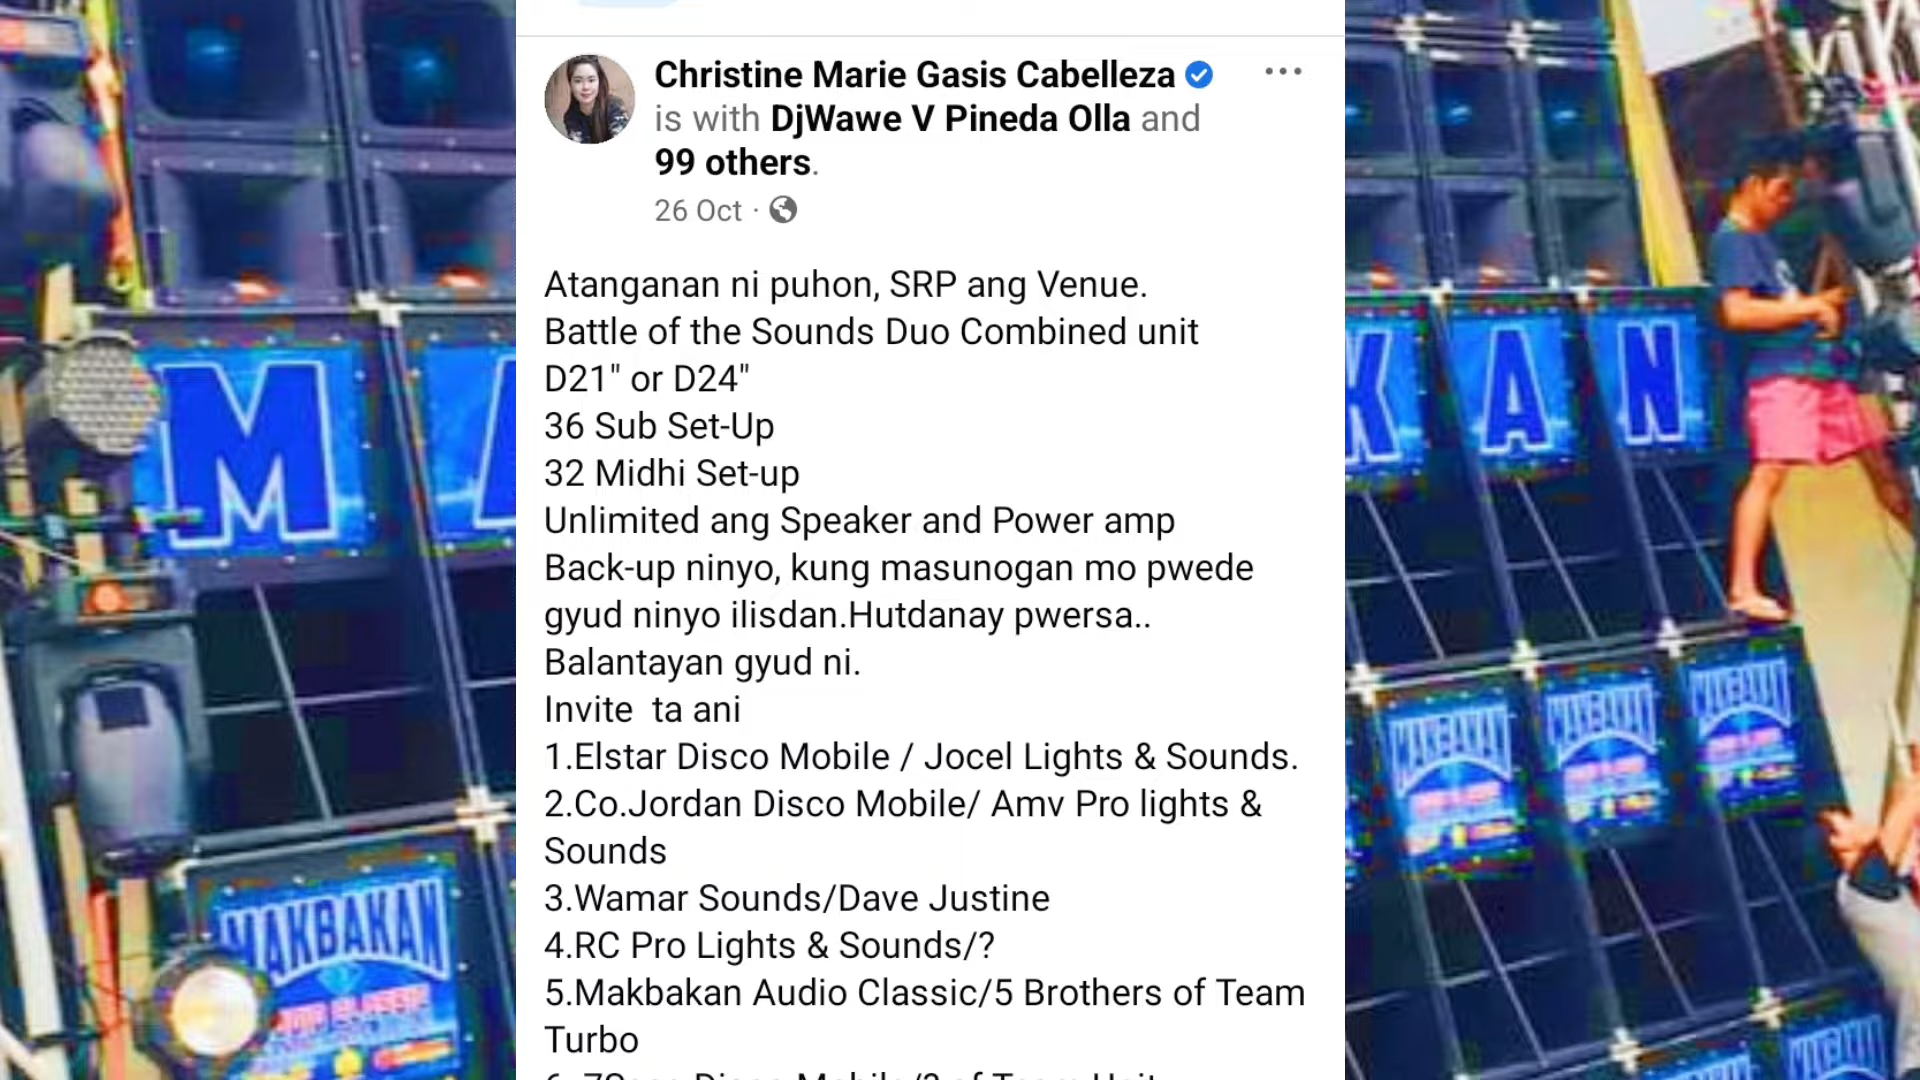 Christine Marie Gasis Cabelleza
is with DjWawe V Pineda Olla and
99 others.
26 Oct ·
Atanganan ni puhon, SRP ang Venue.
Battle of the Sounds Duo Combined unit
D21" or D24"
36 Sub Set-Up
32 Midhi Set-up
Unlimited ang Speaker and Power amp
Back-up ninyo, kung masunogan mo pwede
gyud ninyo ilisdan.Hutdanay pwersa..
Balantayan gyud ni.
Invite  ta ani
1.Elstar Disco Mobile / Jocel Lights & Sounds.
2.Co.Jordan Disco Mobile/ Amv Pro lights &
Sounds
3.Wamar Sounds/Dave Justine
4.RC Pro Lights & Sounds/?
5.Makbakan Audio Classic/5 Brothers of Team
Turbo
M
K A N
MAKBAKAN
MAKBAKAN
MAKBAKAN
MAKBAKAN